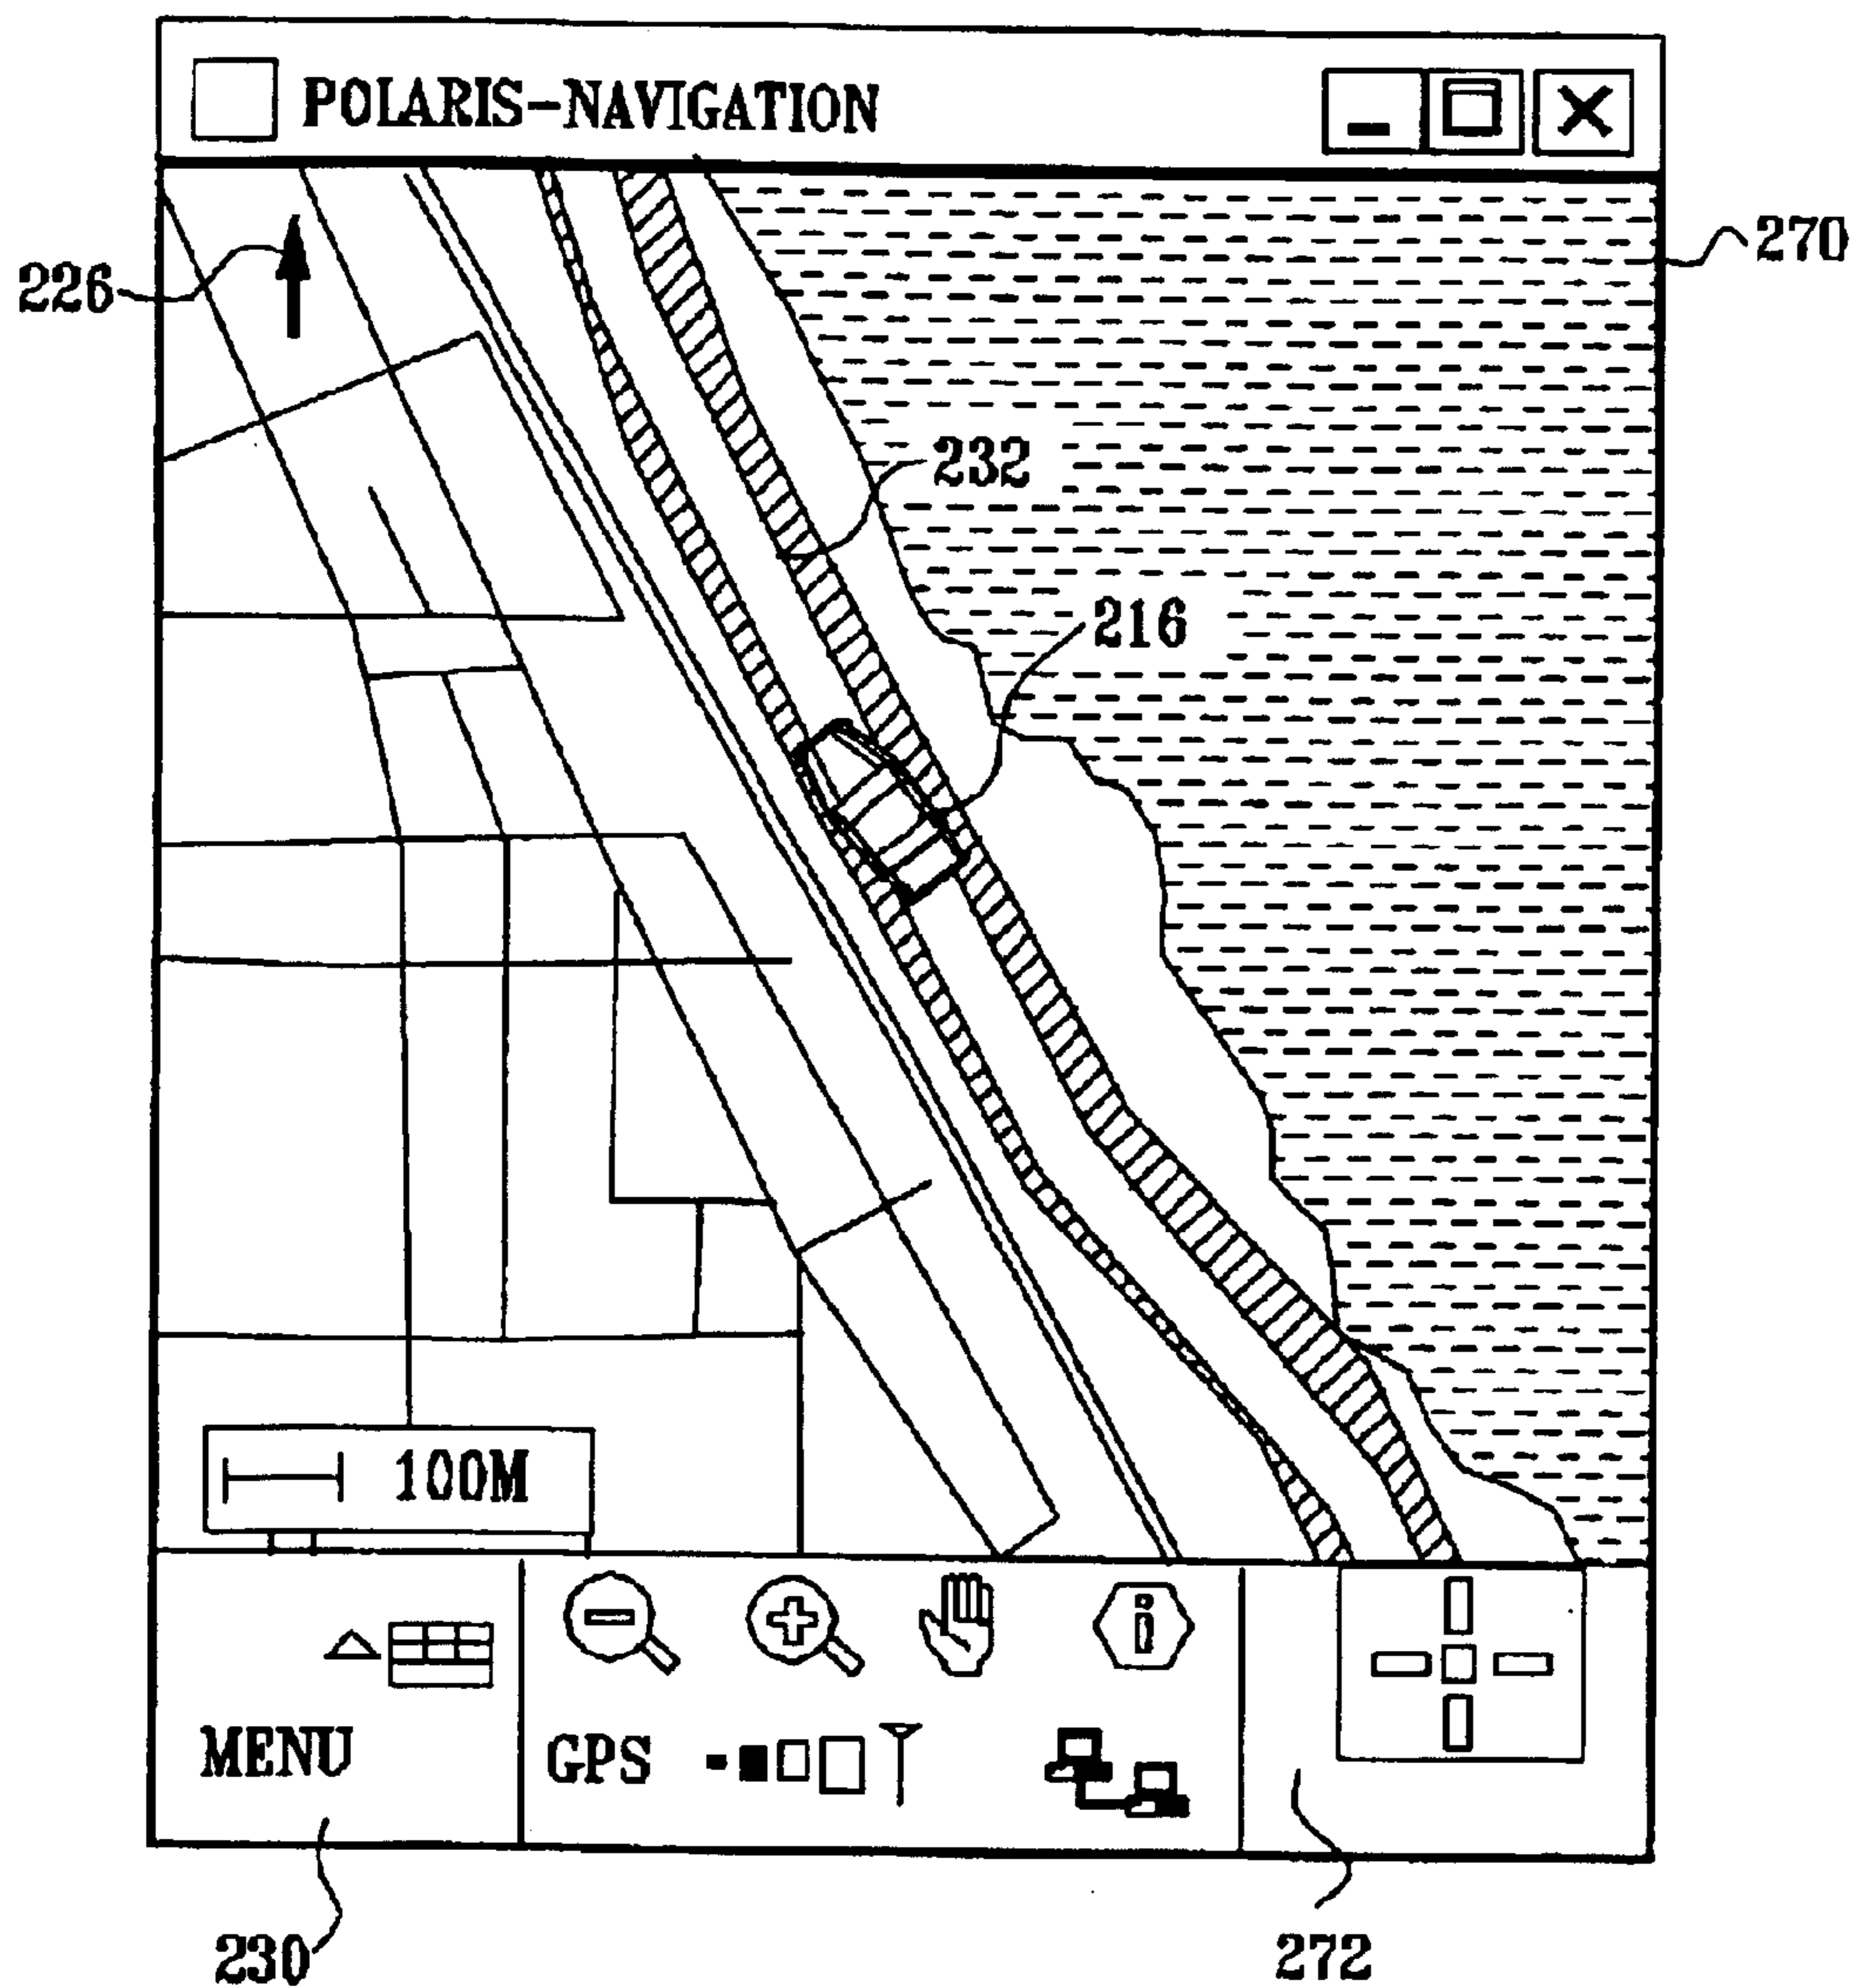 POLARIS-NAVIGATION
226
270
232
216
100M
i
MENU
GPS
230
272